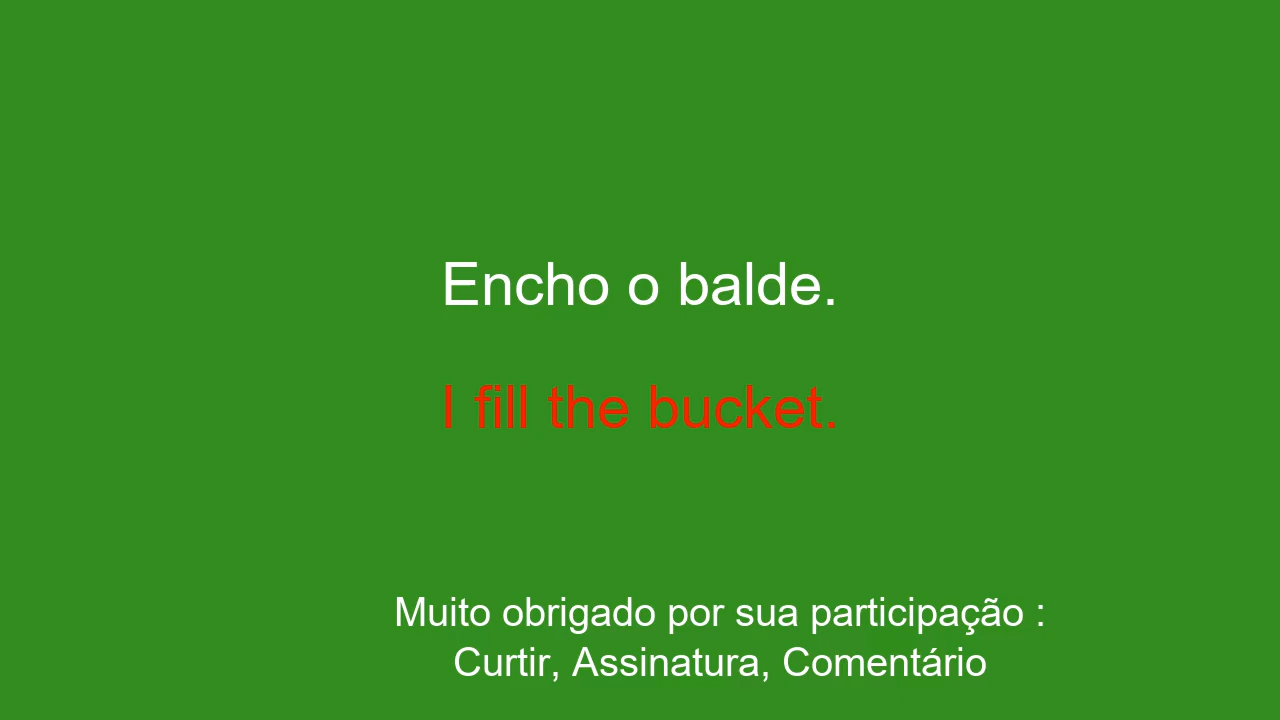 Encho o balde.
I fill the bucket.
Muito obrigado por sua participação :
Curtir, Assinatura, Comentário